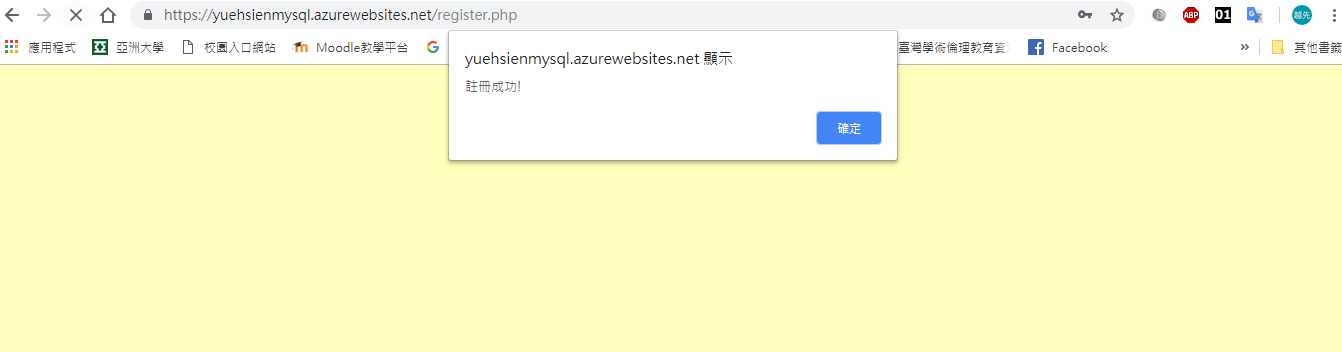 https://yuehsienmysql.azurewebsites.net/register.php
ABP
01
越先
應用程式
亞洲大學
校園入口網站
Moodle教學平台
臺灣學術倫理教育資
Facebook
»
其他書籤
yuehsienmysql.azurewebsites.net 顯示
註冊成功!
確定